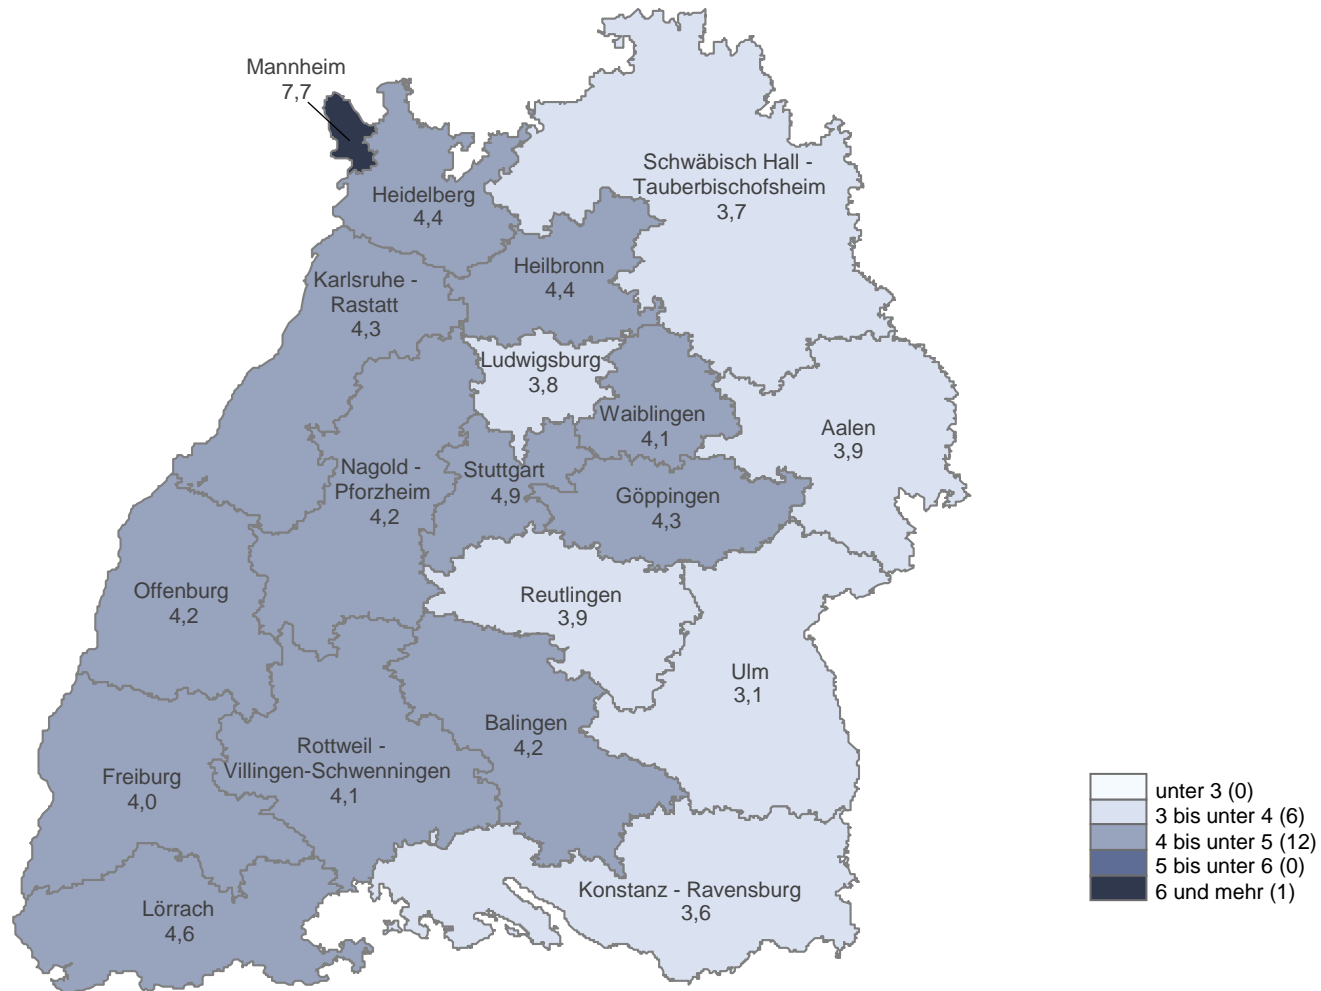 Mannheim
7,7
Schwäbisch Hall -
Tauberbischofsheim
3,7
Heidelberg
4,4
Heilbronn
4,4
Karlsruhe -
Rastatt
4,3
Ludwigsburg
3,8
Waiblingen
4,1
Aalen
3,9
Nagold -
Pforzheim
4,2
Stuttgart
4,9
Göppingen
4,3
Offenburg
4,2
Reutlingen
3,9
Ulm
3,1
Balingen
4,2
Rottweil -
Villingen-Schwenningen
4,1
Freiburg
4,0
Konstanz - Ravensburg
3,6
Lörrach
4,6
unter 3 (0)
3 bis unter 4 (6)
4 bis unter 5 (12)
5 bis unter 6 (0)
6 und mehr (1)